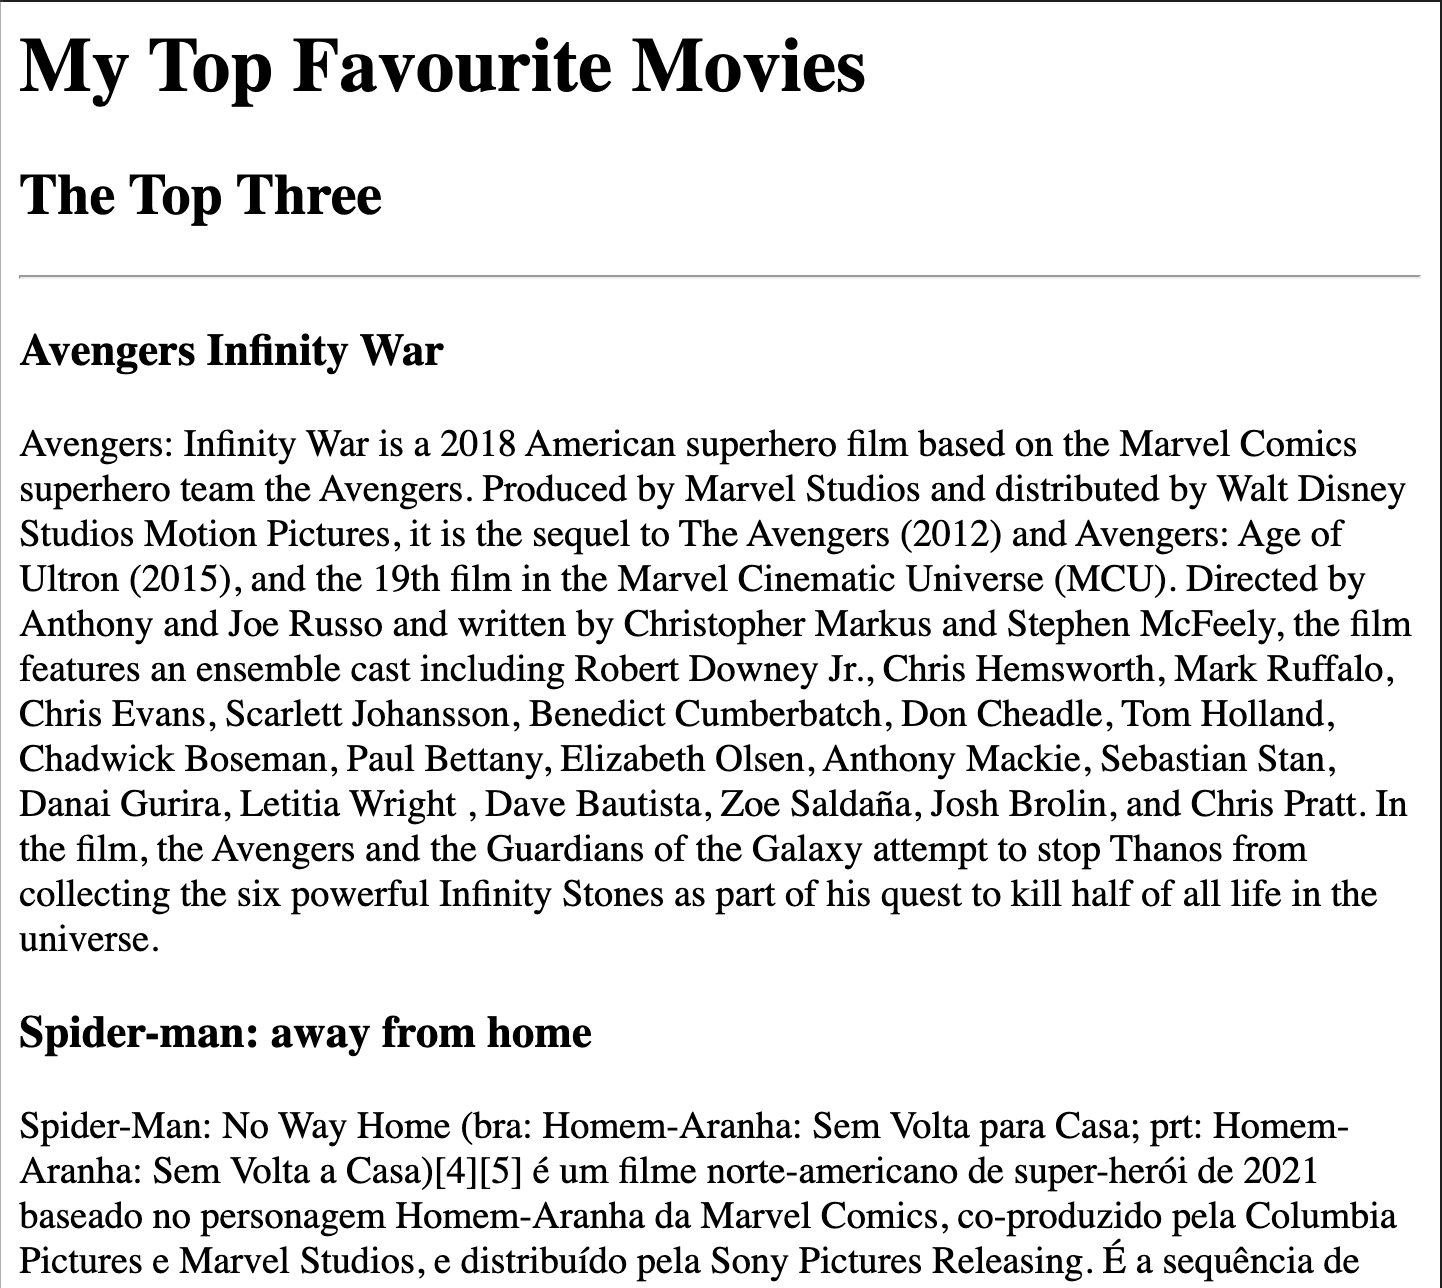 My Top Favourite Movies
The Top Three
Avengers Infinity War
Avengers: Infinity War is a 2018 American superhero film based on the Marvel Comics
superhero team the Avengers. Produced by Marvel Studios and distributed by Walt Disney
Studios Motion Pictures, it is the sequel to The Avengers (2012) and Avengers: Age of
Ultron (2015), and the 19th film in the Marvel Cinematic Universe (MCU). Directed by
Anthony and Joe Russo and written by Christopher Markus and Stephen McFeely, the film
features an ensemble cast including Robert Downey Jr., Chris Hemsworth, Mark Ruffalo,
Chris Evans, Scarlett Johansson, Benedict Cumberbatch, Don Cheadle, Tom Holland,
Chadwick Boseman, Paul Bettany, Elizabeth Olsen, Anthony Mackie, Sebastian Stan,
Danai Gurira, Letitia Wright , Dave Bautista, Zoe Saldaña, Josh Brolin, and Chris Pratt. In
the film, the Avengers and the Guardians of the Galaxy attempt to stop Thanos from
collecting the six powerful Infinity Stones as part of his quest to kill half of all life in the
universe.
Spider-man: away from home
Spider-Man: No Way Home (bra: Homem-Aranha: Sem Volta para Casa; prt: Homem-
Aranha: Sem Volta a Casa)[4][5] é um filme norte-americano de super-herói de 2021
baseado no personagem Homem-Aranha da Marvel Comics, co-produzido pela Columbia
Pictures e Marvel Studios, e distribuído pela Sony Pictures Releasing. É a sequência de